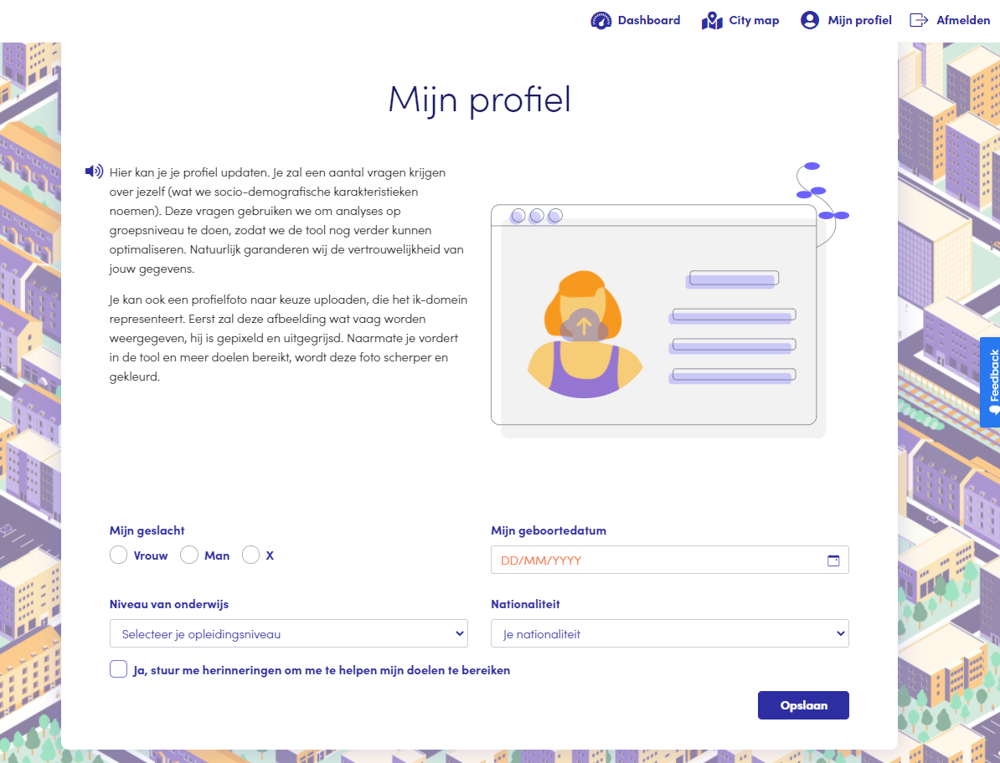 Dashboard
City map
Mijn profiel
Afmelden
Mijn profiel
Hier kan je je profiel updaten. Je zal een aantal vragen krijgen
over jezelf (wat we socio-demografische karakteristieken
noemen). Deze vragen gebruiken we om analyses op
groepsniveau te doen, zodat we de tool nog verder kunnen
optimaliseren. Natuurlijk garanderen wij de vertrouwelijkheid van
jouw gegevens.
Je kan ook een profielfoto naar keuze uploaden, die het ik-domein
representeert. Eerst zal deze afbeelding wat vaag worden
weergegeven, hij is gepixeld en uitgegrijsd. Naarmate je vordert
in de tool en meer doelen bereikt, wordt deze foto scherper en
gekleurd.
Feedback
Mijn geslacht
Vrouw
Man
X
Mijn geboortedatum
DD/MM/YYYY
Niveau van onderwijs
Selecteer je opleidingsniveau
Nationaliteit
Je nationaliteit
Ja, stuur me herinneringen om me te helpen mijn doelen te bereiken
Opslaan